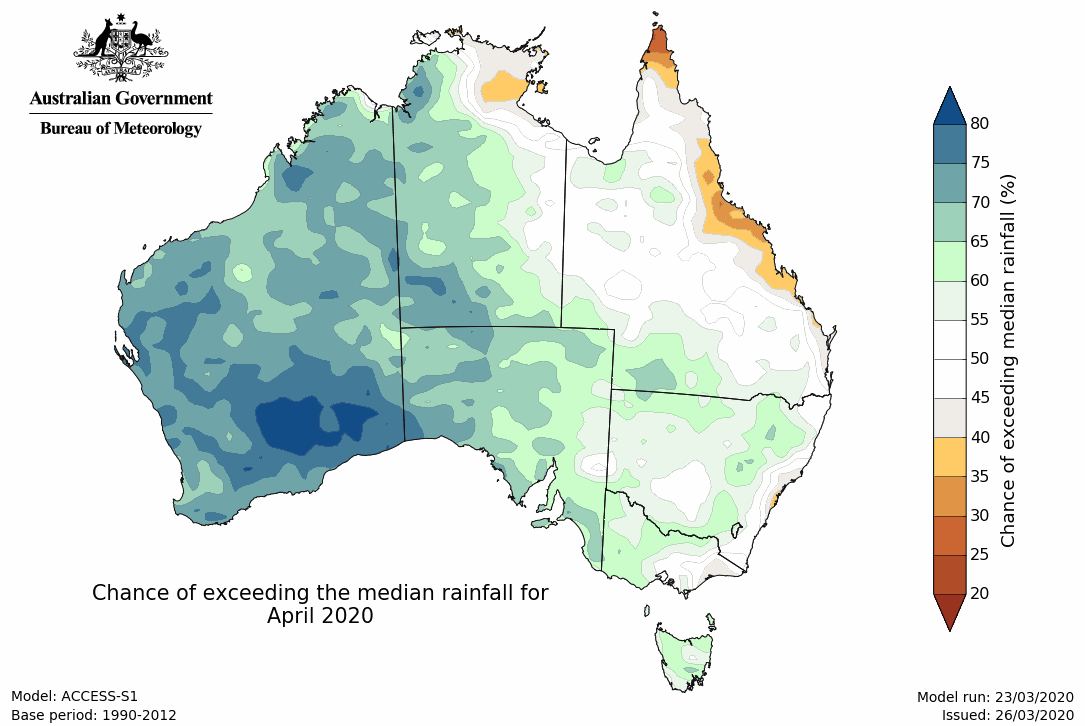 AUSTRALIA
Australian Government
Bureau of Meteorology
80
75
70
65
60
55
50
45
40
35
30
25
20
Chance of exceeding median rainfall (%)
Chance of exceeding the median rainfall for
April 2020
Model: ACCESS-S1
Base period: 1990-2012
Model run: 23/03/2020
Issued: 26/03/2020